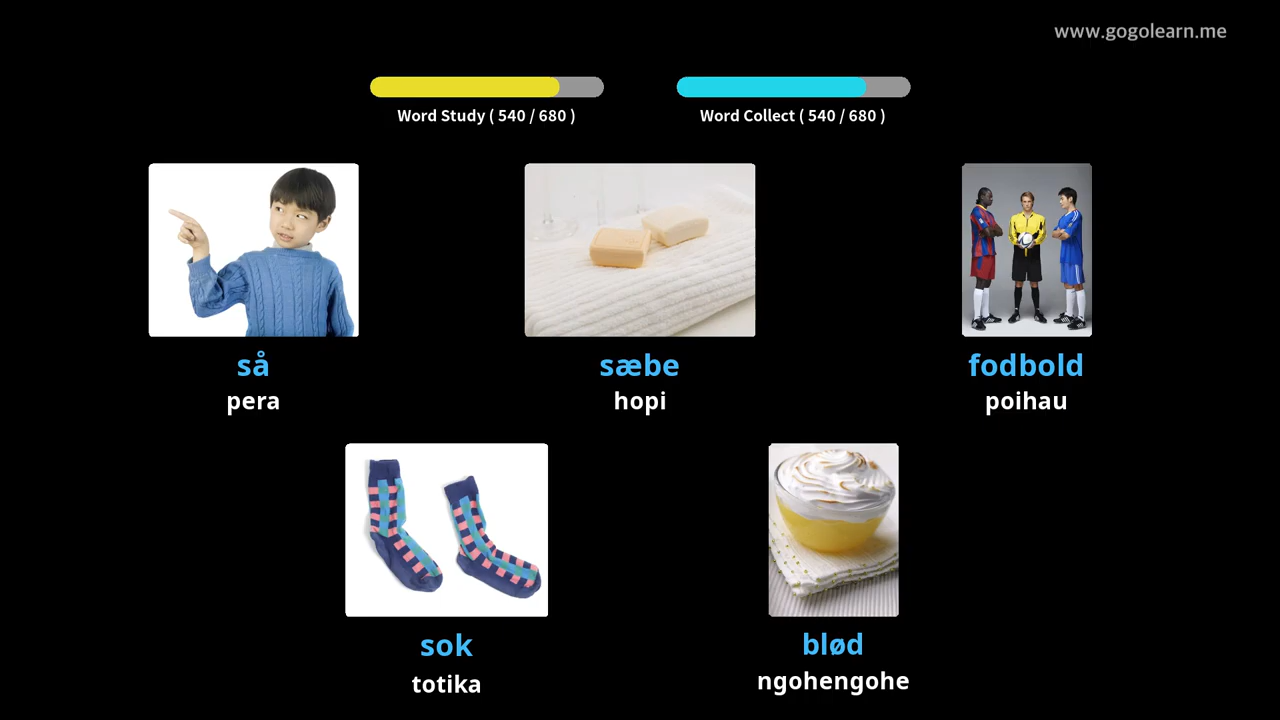 www.gogolearn.me
Word Study ( 540 / 680 )
Word Collect ( 540 / 680 )
så
pera
sæbe
hopi
fodbold
poihau
sok
totika
blød
ngohengohe